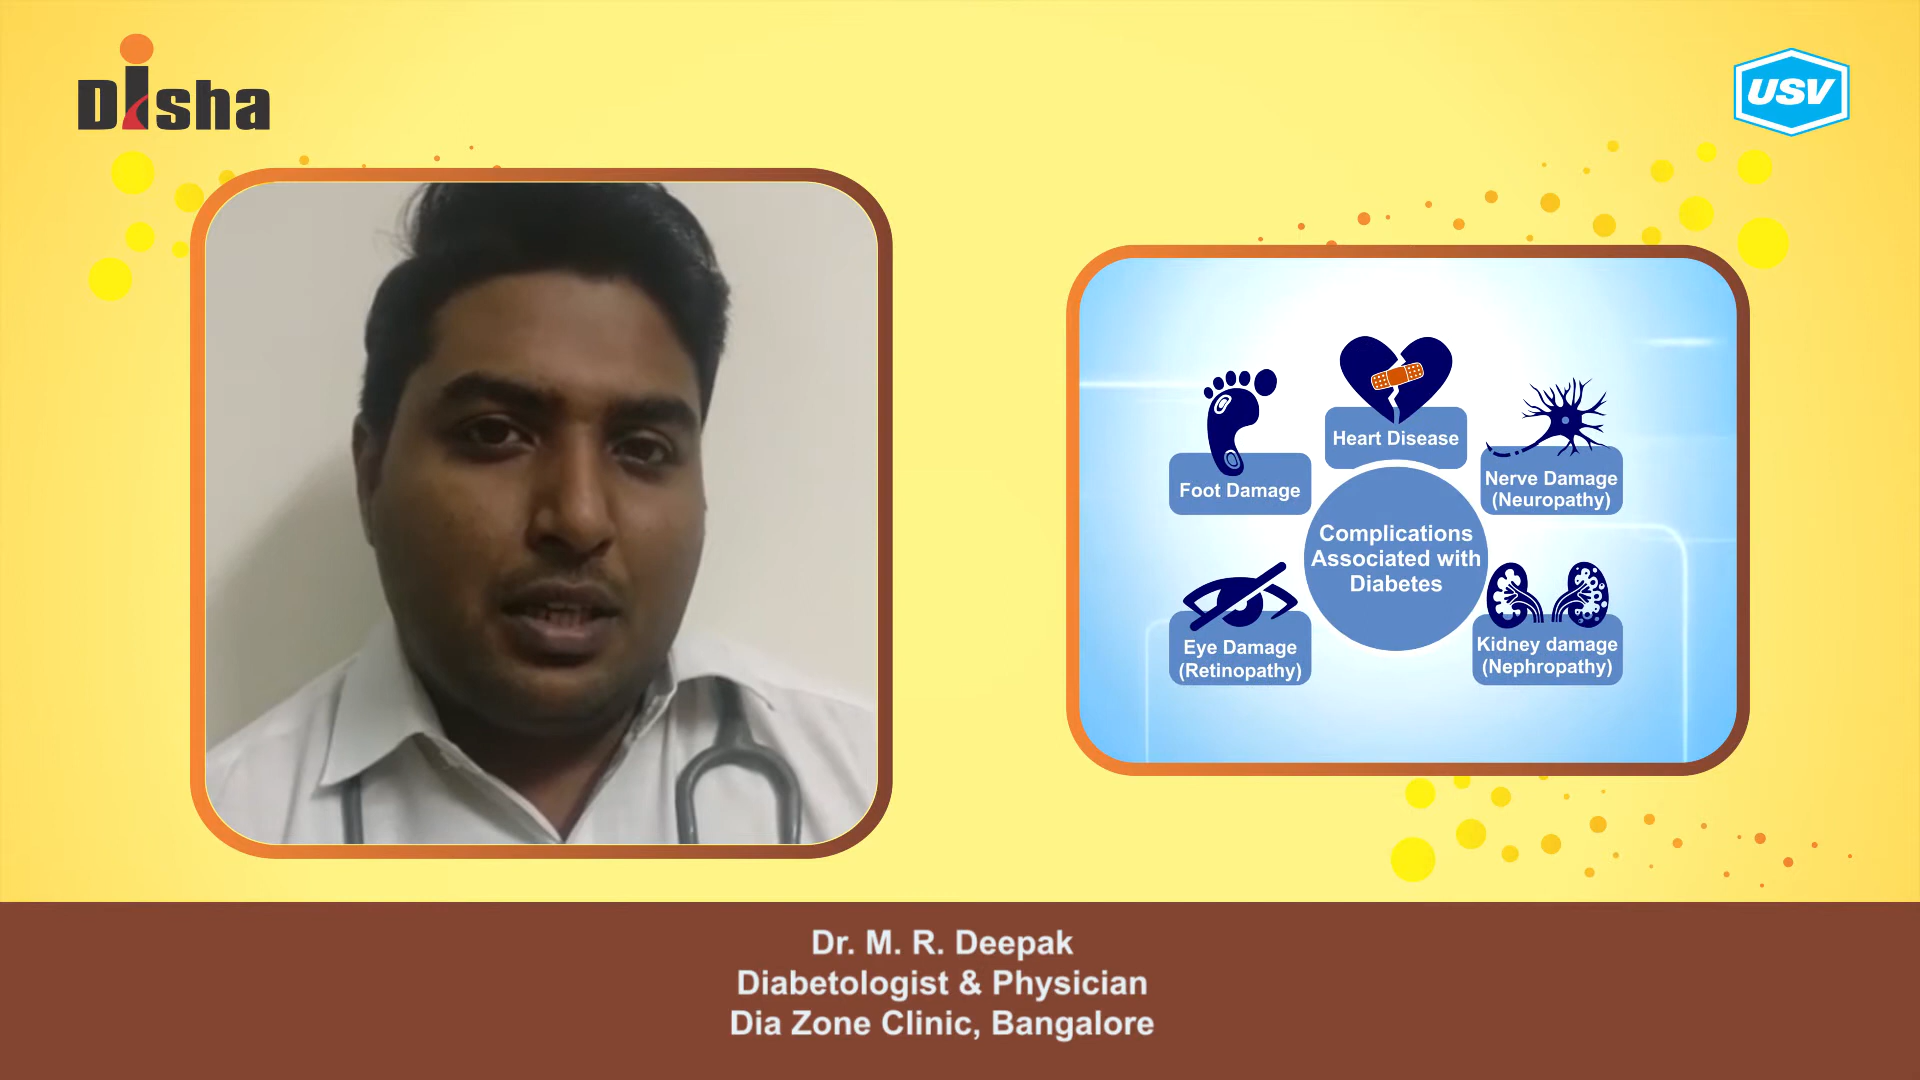 Disha
USV
Heart Disease
Foot Damage
Nerve Damage
(Neuropathy)
Complications
Associated with
Diabetes
Eye Damage
(Retinopathy)
Kidney damage
(Nephropathy)
Dr. M. R. Deepak
Diabetologist & Physician
Dia Zone Clinic, Bangalore